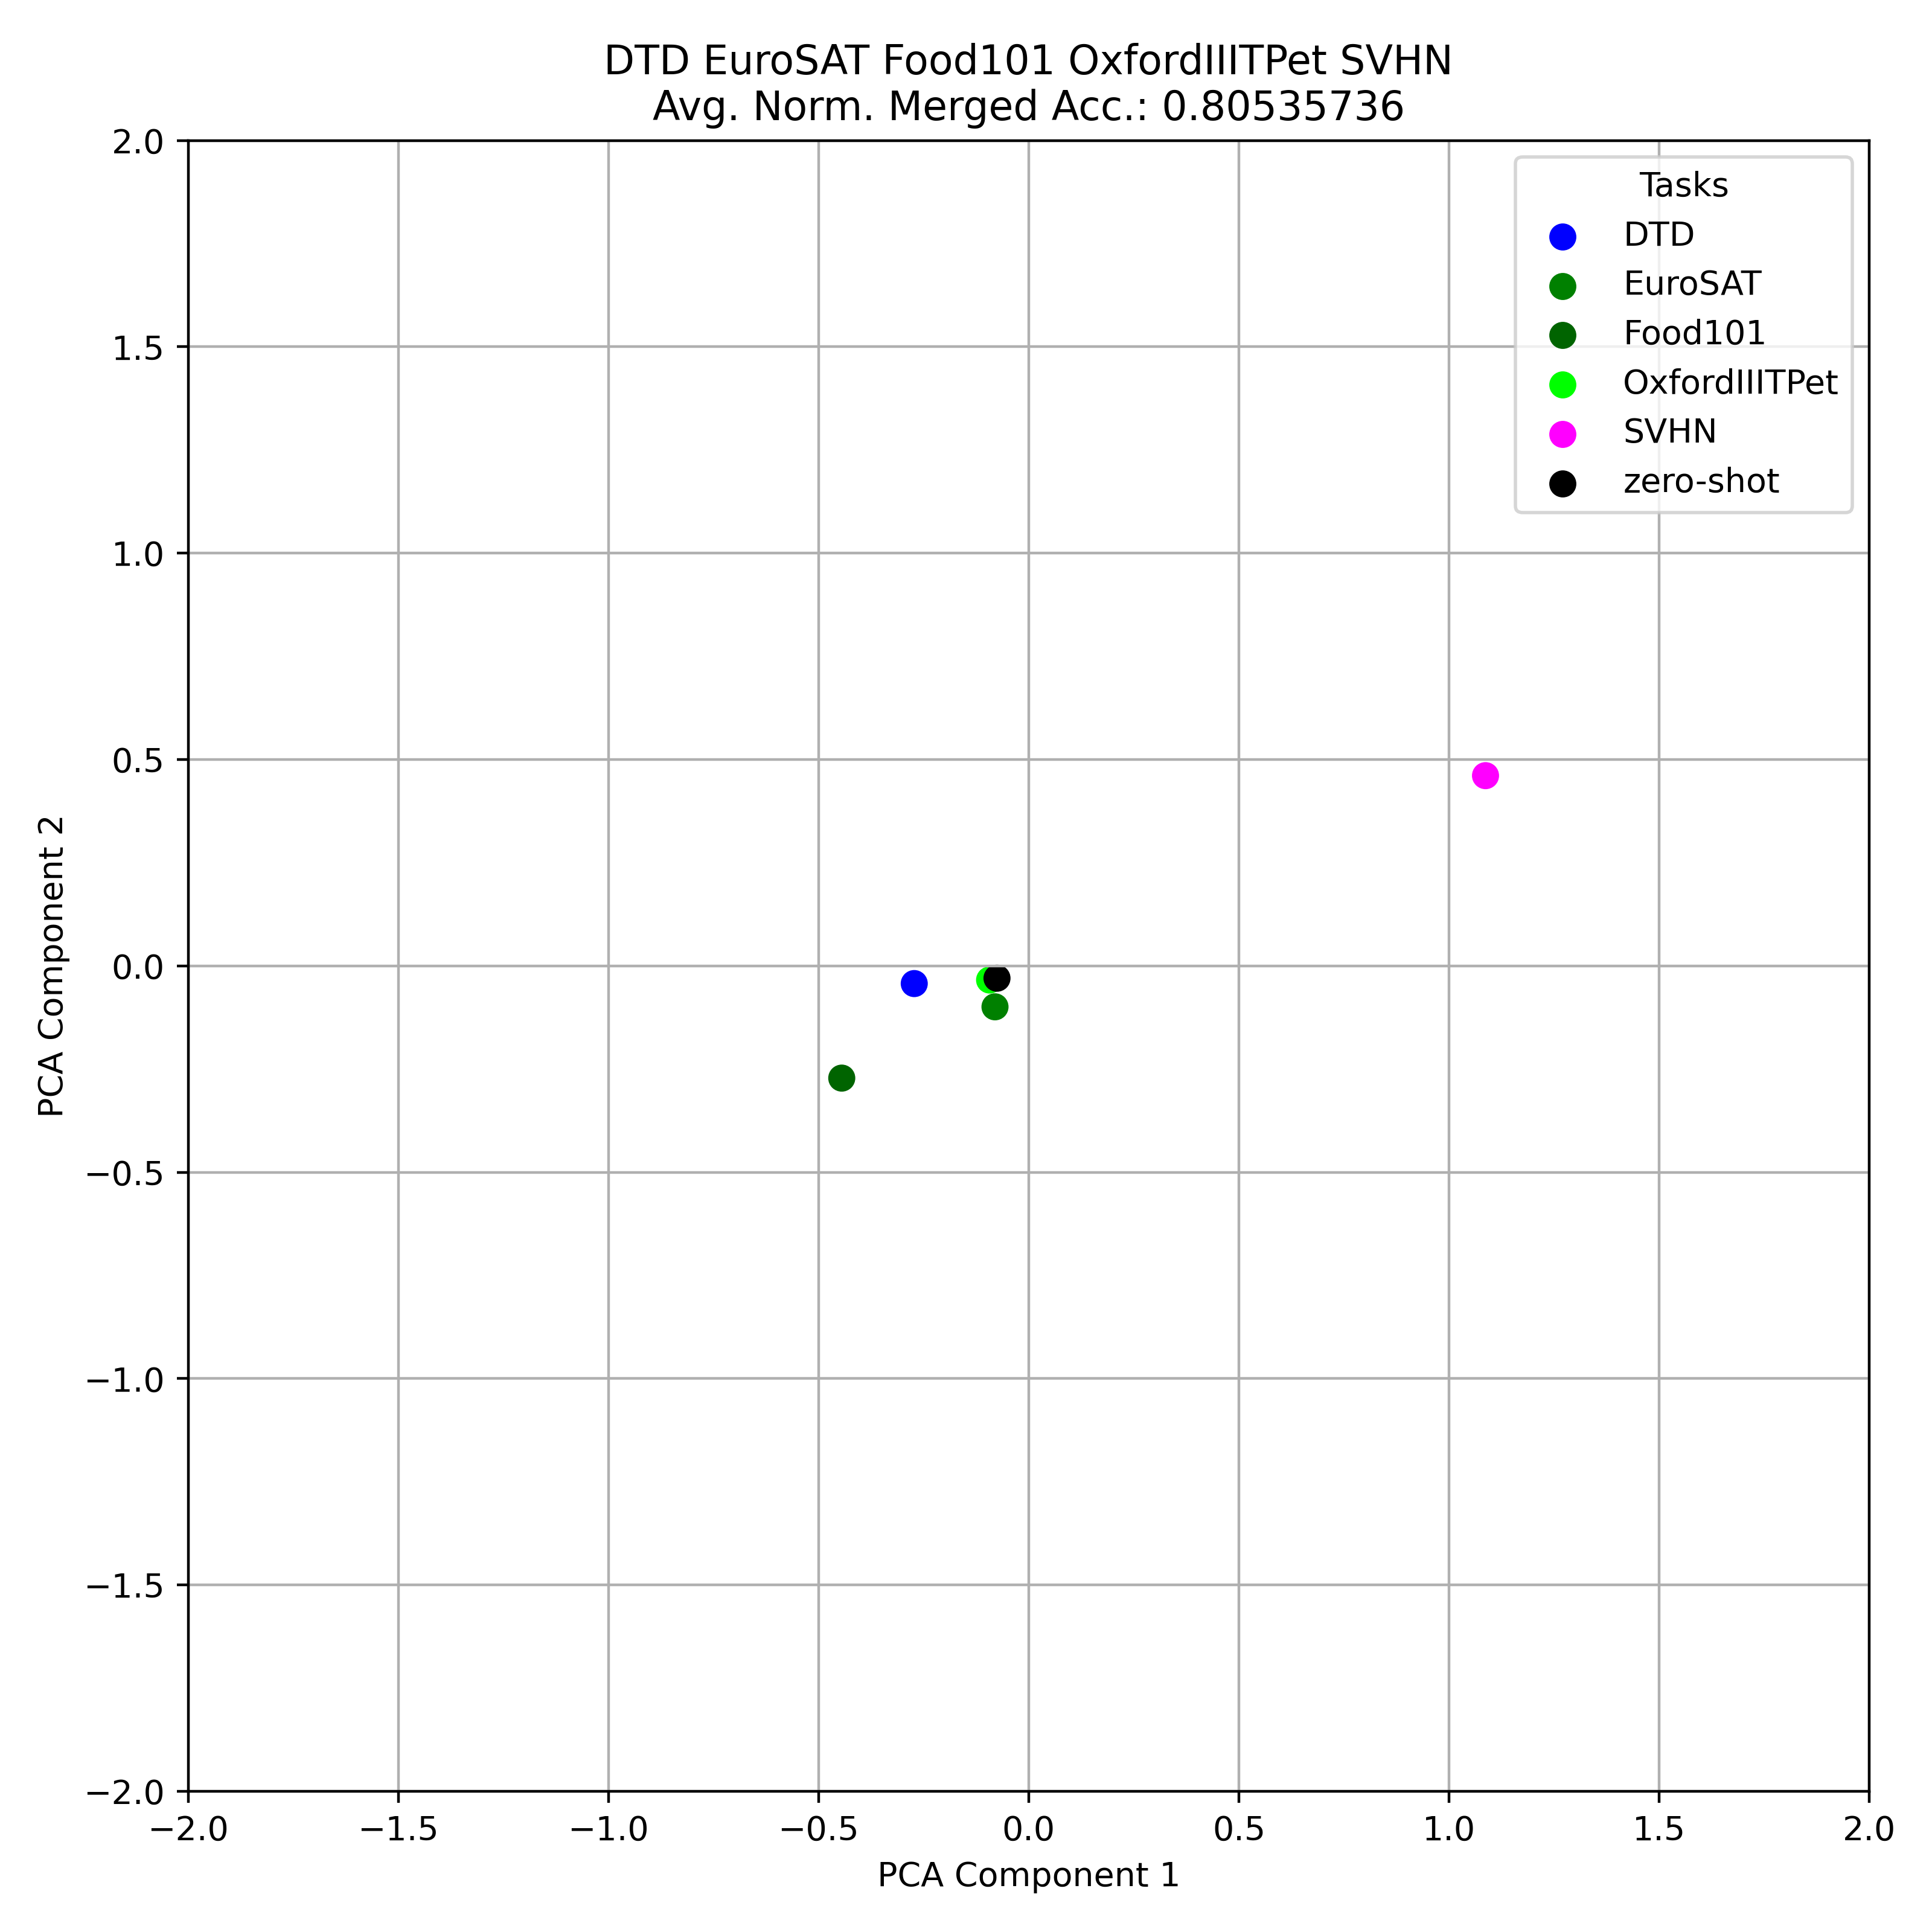 DTD EuroSAT Food101 OxfordIIITPet SVHN
Avg. Norm. Merged Acc.: 0.80535736
Tasks
DTD
EuroSAT
Food101
OxfordIIITPet
SVHN
zero-shot
2.0
1.5
1.0
0.5
0.0
−0.5
−1.0
−1.5
−2.0
PCA Component 2
−2.0 −1.5 −1.0 −0.5 0.0 0.5 1.0 1.5 2.0
PCA Component 1